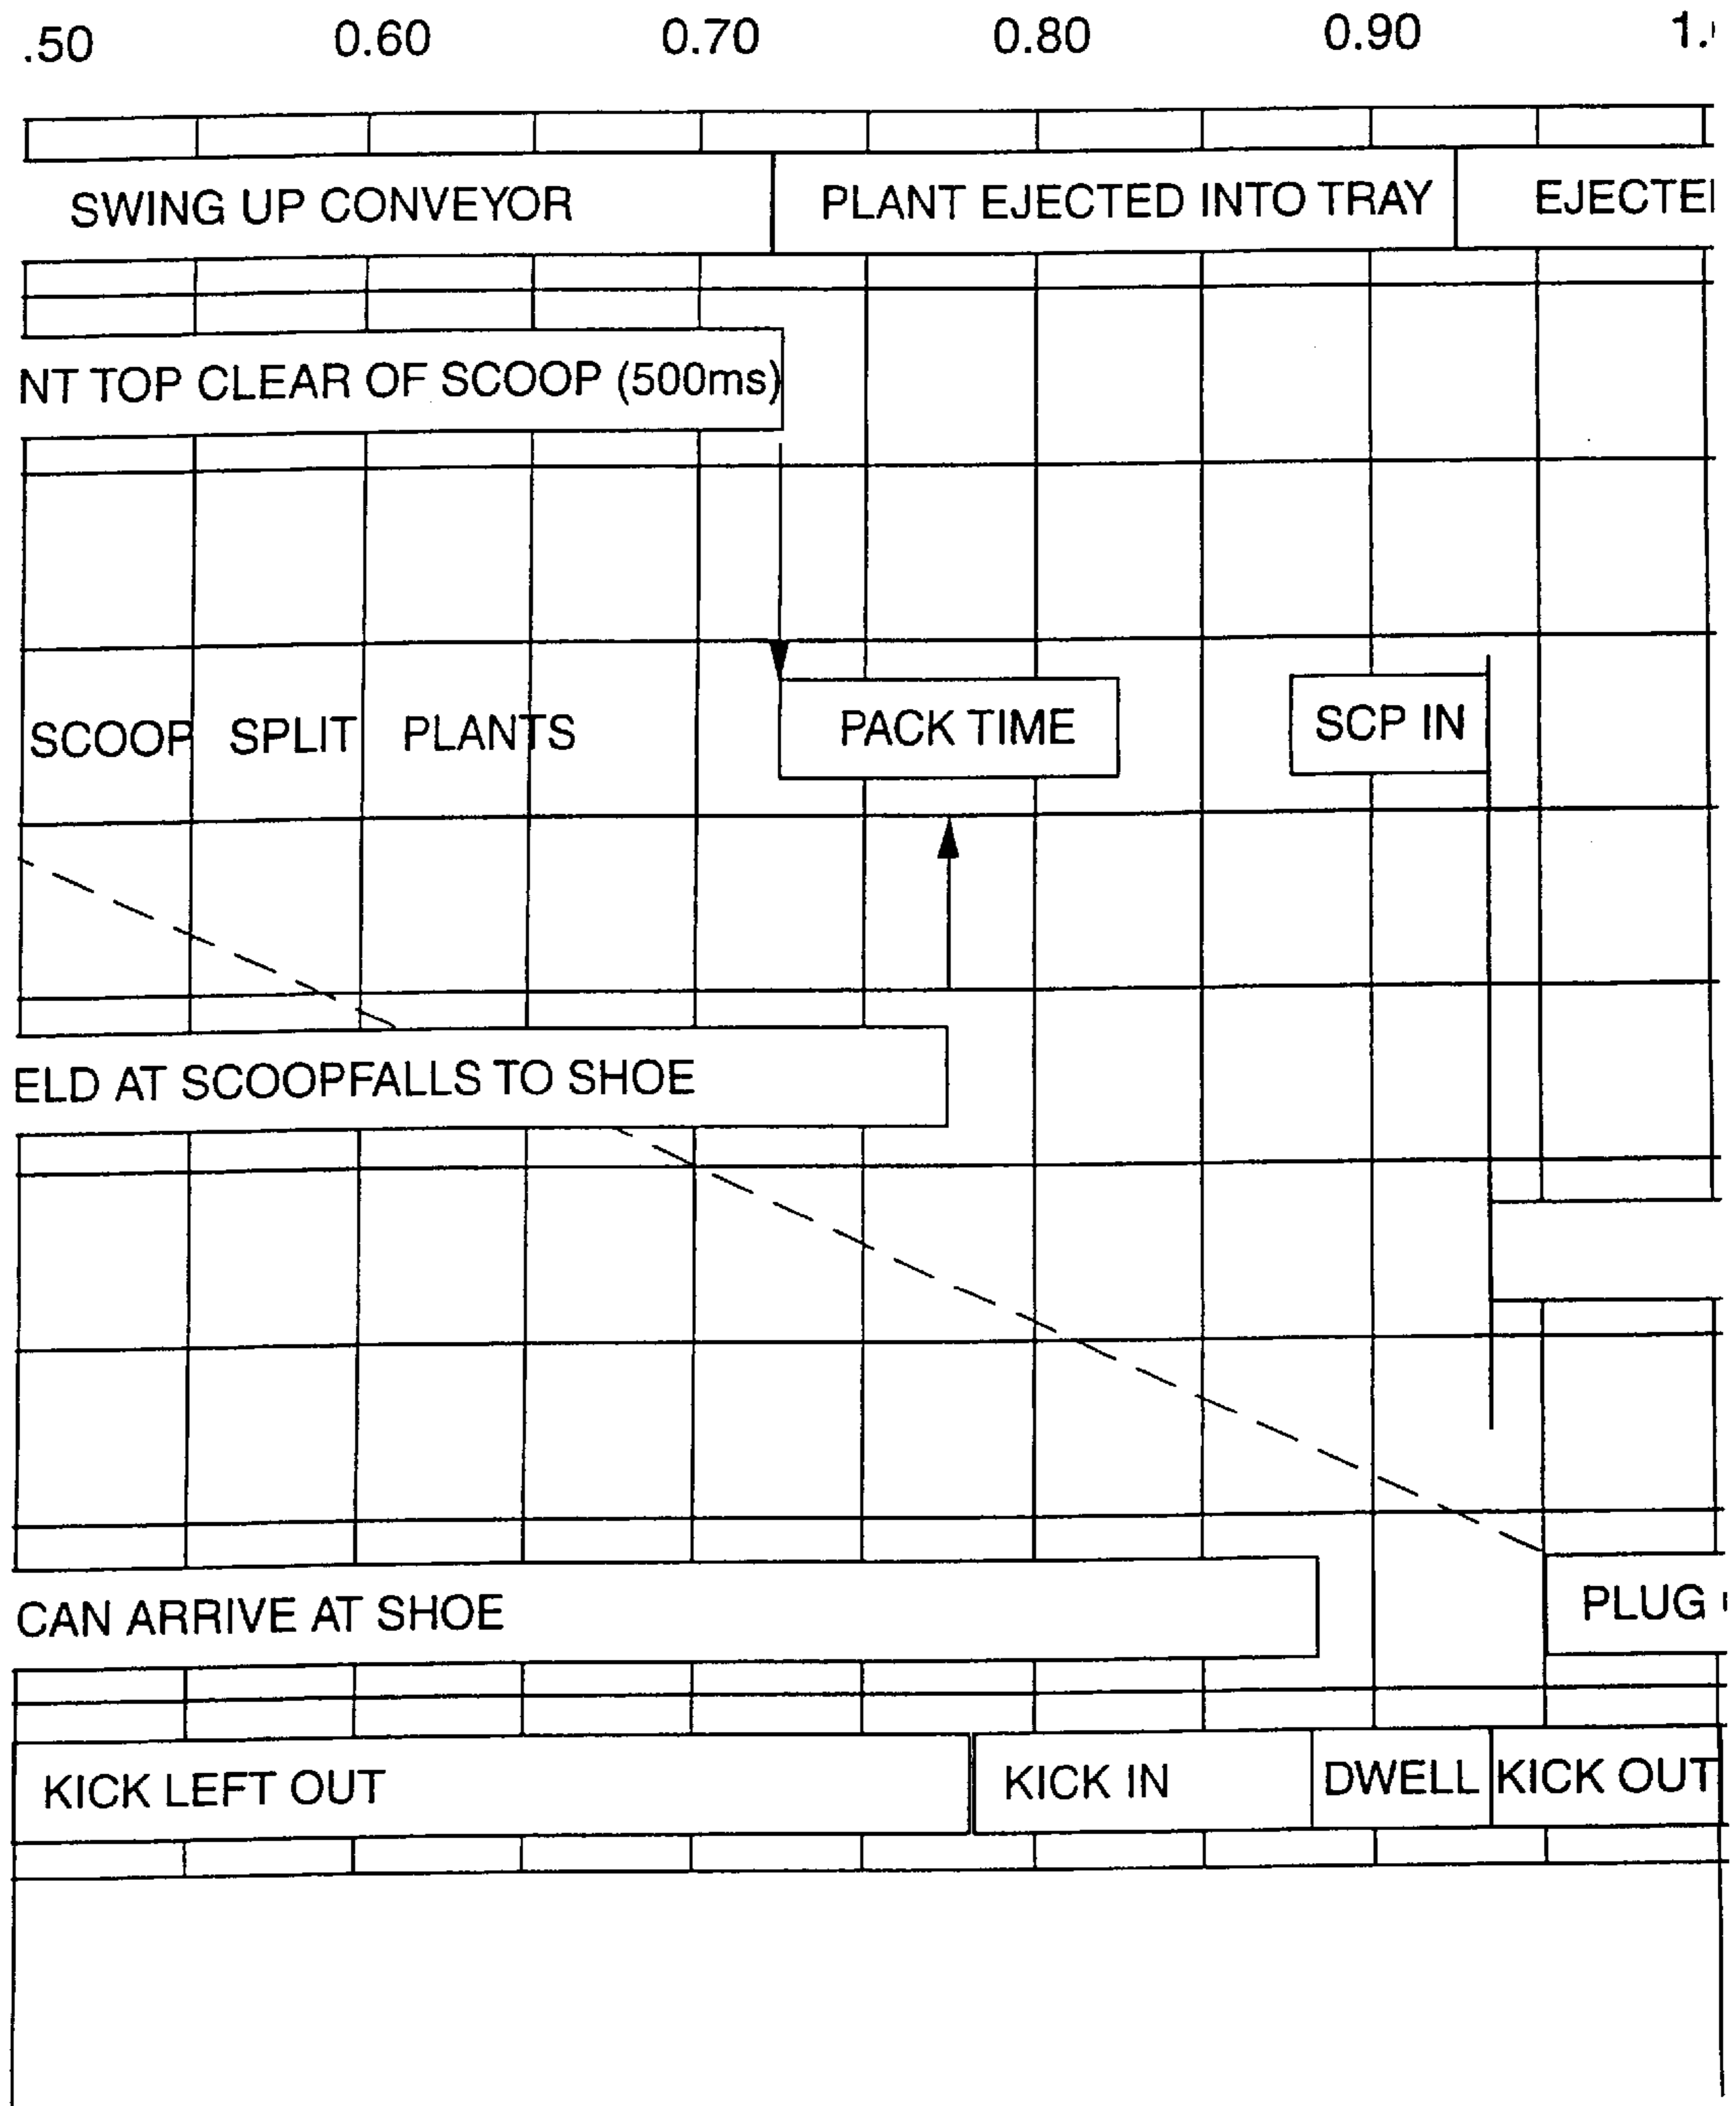 .50 0.60 0.70 0.80 0.90 1.
SWING UP CONVEYOR PLANT EJECTED INTO TRAY EJECTE
NT TOP CLEAR OF SCOOP (500ms)
SCOOP SPLIT PLANTS PACK TIME SCP IN
ELD AT SCOOPFALLS TO SHOE
CAN ARRIVE AT SHOE PLUG
KICK LEFT OUT KICK IN DWELL KICK OUT